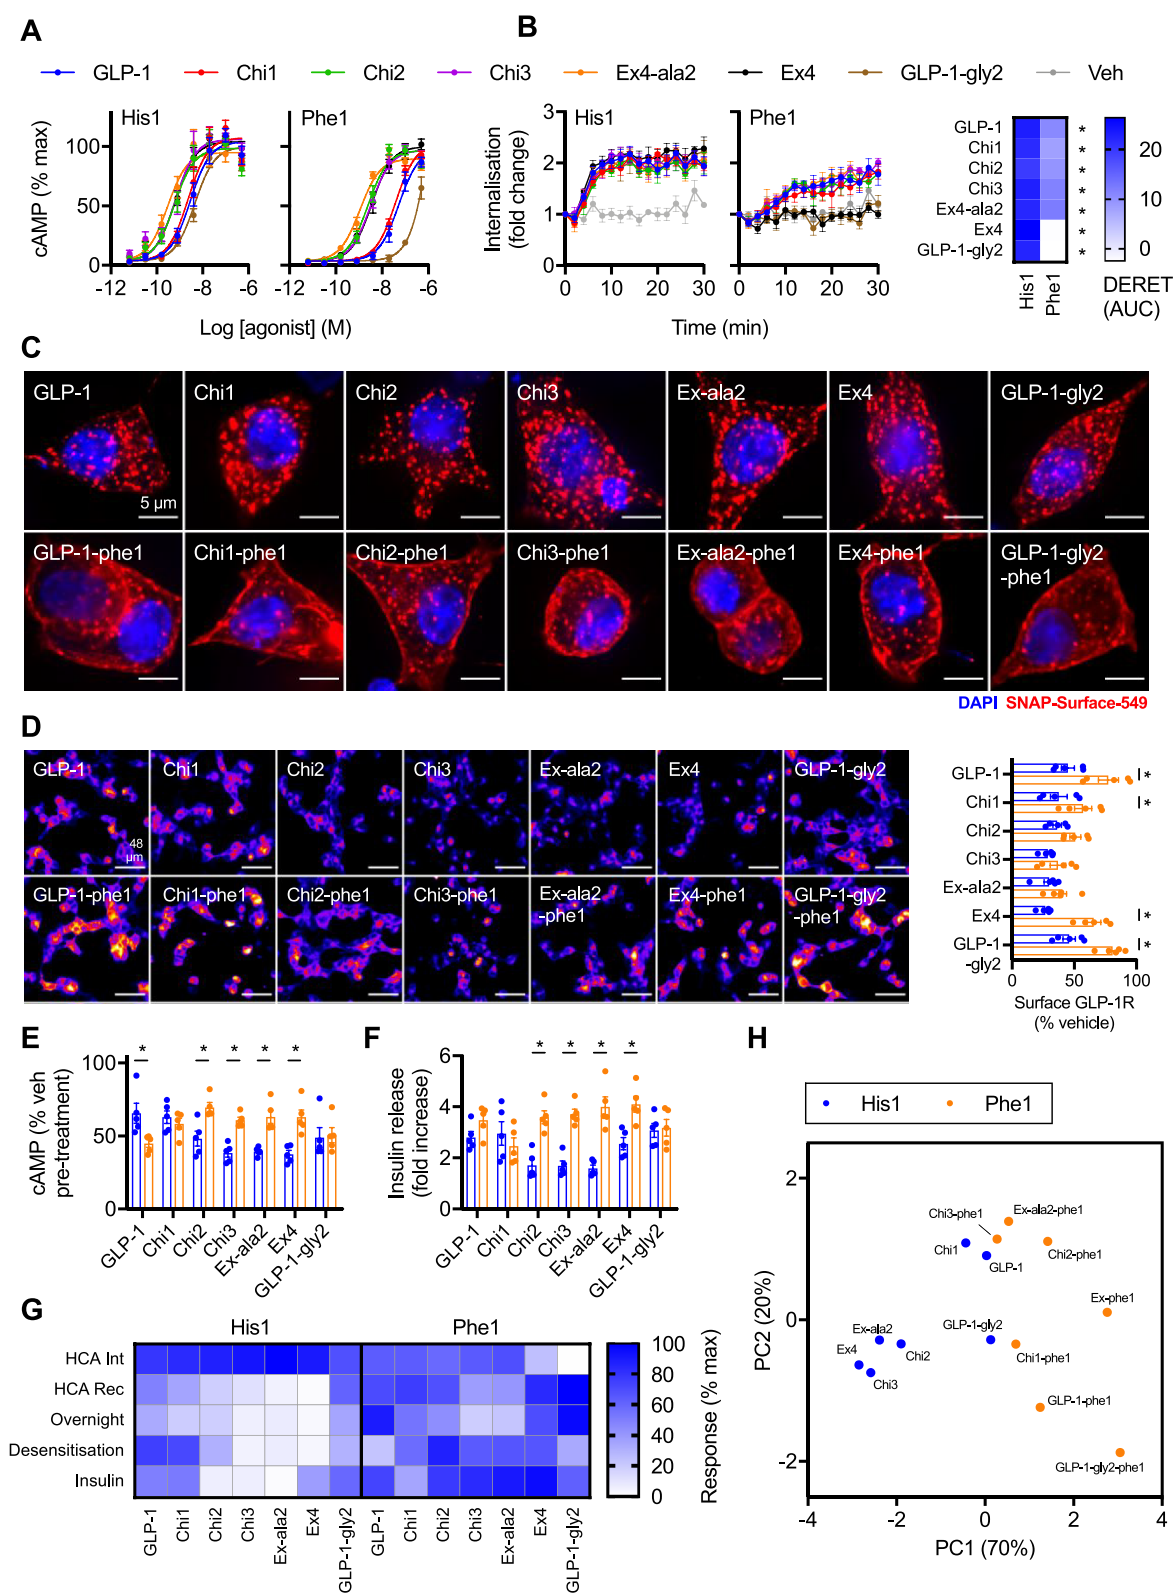 A
B
GLP-1 Chi1 Chi2 Chi3 Ex4-ala2 Ex4 GLP-1-gly2 Veh
His1
Phe1
cAMP (% max)
100
50
0
-12 -10 -8 -6 -4
-12 -10 -8 -6 -4
Log [agonist] (M)
His1
Phe1
Internalisation
(fold change)
3
2
1
0
0 10 20 30
0 10 20 30
Time (min)
GLP-1 *
Chi1 *
Chi2 *
Chi3 *
Ex4-ala2 *
Ex4 *
GLP-1-gly2 *
His1
Phe1
20
10
0
DERET
(AUC)
C
GLP-1
Chi1
Chi2
Chi3
Ex-ala2
Ex4
GLP-1-gly2
5 µm
GLP-1-phe1
Chi1-phe1
Chi2-phe1
Chi3-phe1
Ex-ala2-phe1
Ex4-phe1
GLP-1-gly2
-phe1
DAPI SNAP-Surface-549
D
GLP-1
Chi1
Chi2
Chi3
Ex-ala2
Ex4
GLP-1-gly2
48
µm
GLP-1-phe1
Chi1-phe1
Chi2-phe1
Chi3-phe1
Ex-ala2
-phe1
Ex4-phe1
GLP-1-gly2
-phe1
GLP-1 *
Chi1 *
Chi2
Chi3
Ex-ala2
Ex4 *
GLP-1 *
-gly2
0 50 100
Surface GLP-1R
(% vehicle)
E
cAMP (% veh
pre-treatment)
100
50
0
* * * * *
GLP-1
Chi1
Chi2
Chi3
Ex-ala2
Ex4
GLP-1-gly2
F
Insulin release
(fold increase)
6
4
2
0
* * * *
GLP-1
Chi1
Chi2
Chi3
Ex-ala2
Ex4
GLP-1-gly2
G
His1 Phe1
HCA Int
HCA Rec
Overnight
Desensitisation
Insulin
GLP-1
Chi1
Chi2
Chi3
Ex-ala2
Ex4
GLP-1-gly2
GLP-1
Chi1
Chi2
Chi3
Ex-ala2
Ex4
GLP-1-gly2
100
80
60
40
20
0
Response (% max)
H
His1 Phe1
PC2 (20%)
2
0
-2
Ex-ala2-phe1
Chi3-phe1
Chi1
Chi2-phe1
GLP-1
Ex-phe1
GLP-1-gly2
Ex-ala2
Chi2
Ex4
Chi3
Chi1-phe1
GLP-1-phe1
GLP-1-gly2-phe1
-4 -2 0 2 4
PC1 (70%)